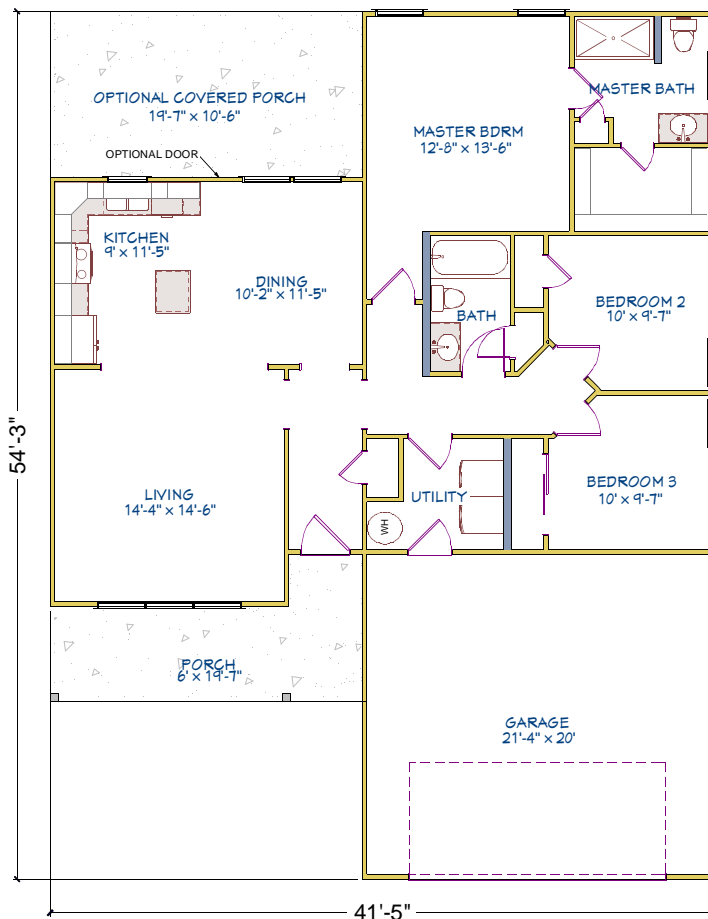 OPTIONAL COVERED PORCH
19'-7" x 10'-6"
OPTIONAL DOOR
MASTER BATH
MASTER BDRM
12'-8" x 13'-6"
KITCHEN
9' x 11'-5"
DINING
10'-2" x 11'-5"
BATH
BEDROOM 2
10' x 9'-7"
54'-3"
LIVING
14'-4" x 14'-6"
UTILITY
WH
BEDROOM 3
10' x 9'-7"
PORCH
6' x 19'-7"
GARAGE
21'-4" x 20'
41'-5"